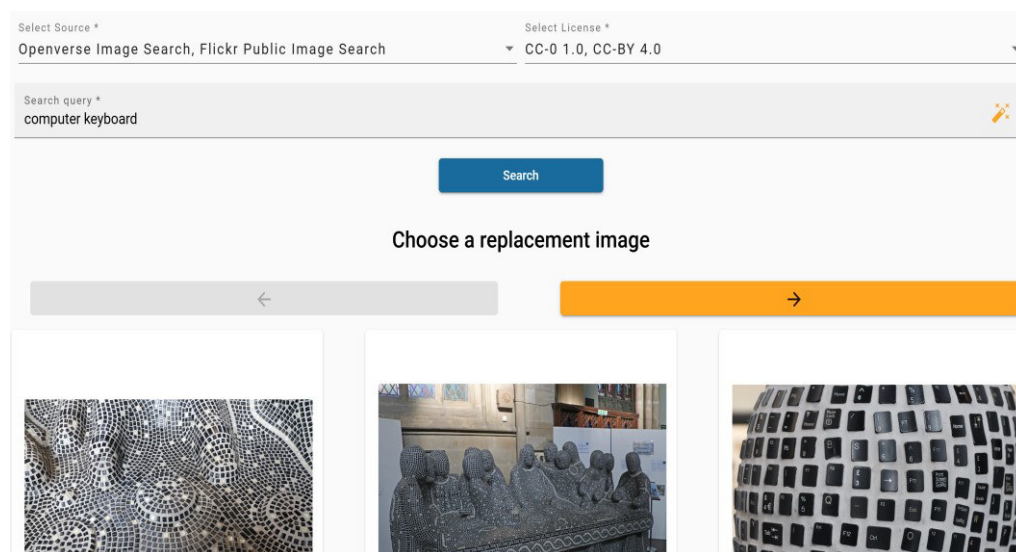 Select Source *
Select License *
Openverse Image Search, Flickr Public Image Search
CC-0 1.0, CC-BY 4.0
Search query *
computer keyboard
Search
Choose a replacement image